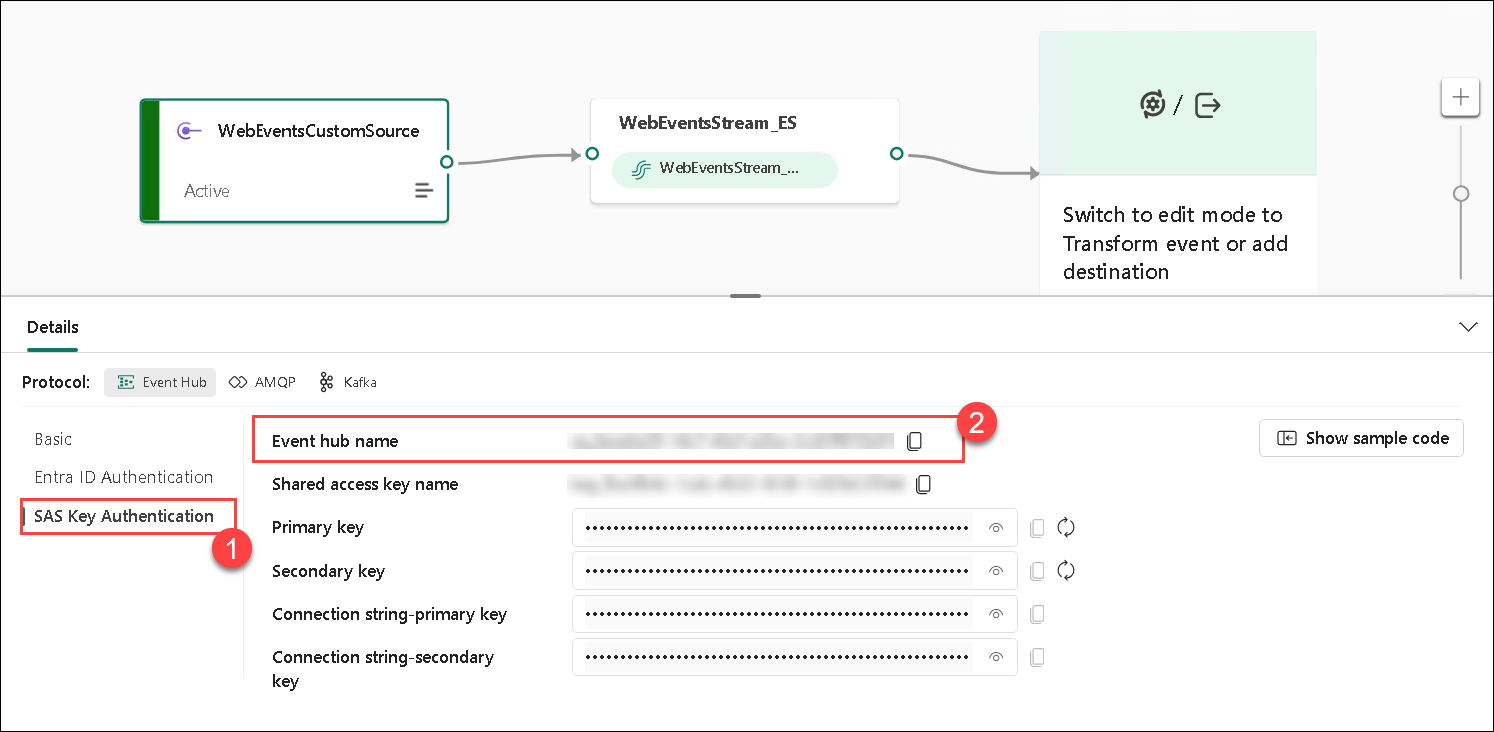 WebEventsCustomSource
Active
WebEventsStream_ES
WebEventsStream_...
/
Switch to edit mode to
Transform event or add
destination
Details
Protocol:
Event Hub
AMQP
Kafka
Basic
Entra ID Authentication
SAS Key Authentication
1
Event hub name
2
Show sample code
Shared access key name
Primary key
••••••••••••••••••••••••••••••••••••••••••••••••
Secondary key
••••••••••••••••••••••••••••••••••••••••••••••••
Connection string-primary key
••••••••••••••••••••••••••••••••••••••••••••••••
Connection string-secondary
key
••••••••••••••••••••••••••••••••••••••••••••••••